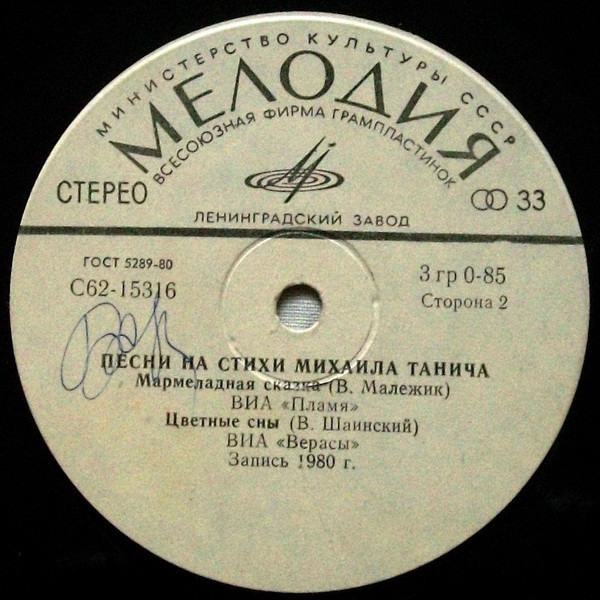 МИНИСТЕРСТВО КУЛЬТУРЫ СССР
МЕЛОДИЯ
ВСЕСОЮЗНАЯ ФИРМА ГРАМПЛАСТИНОК
СТЕРЕО
33
ЛЕНИНГРАДСКИЙ ЗАВОД
ГОСТ 5289-80
3 гр 0-85
С62-15316
Сторона 2
ПЕСНИ НА СТИХИ МИХАИЛА ТАНИЧА
Мармеладная сказка (В. Малежик)
ВИА «Пламя»
Цветные сны (В. Шаинский)
ВИА «Верасы»
Запись 1980 г.